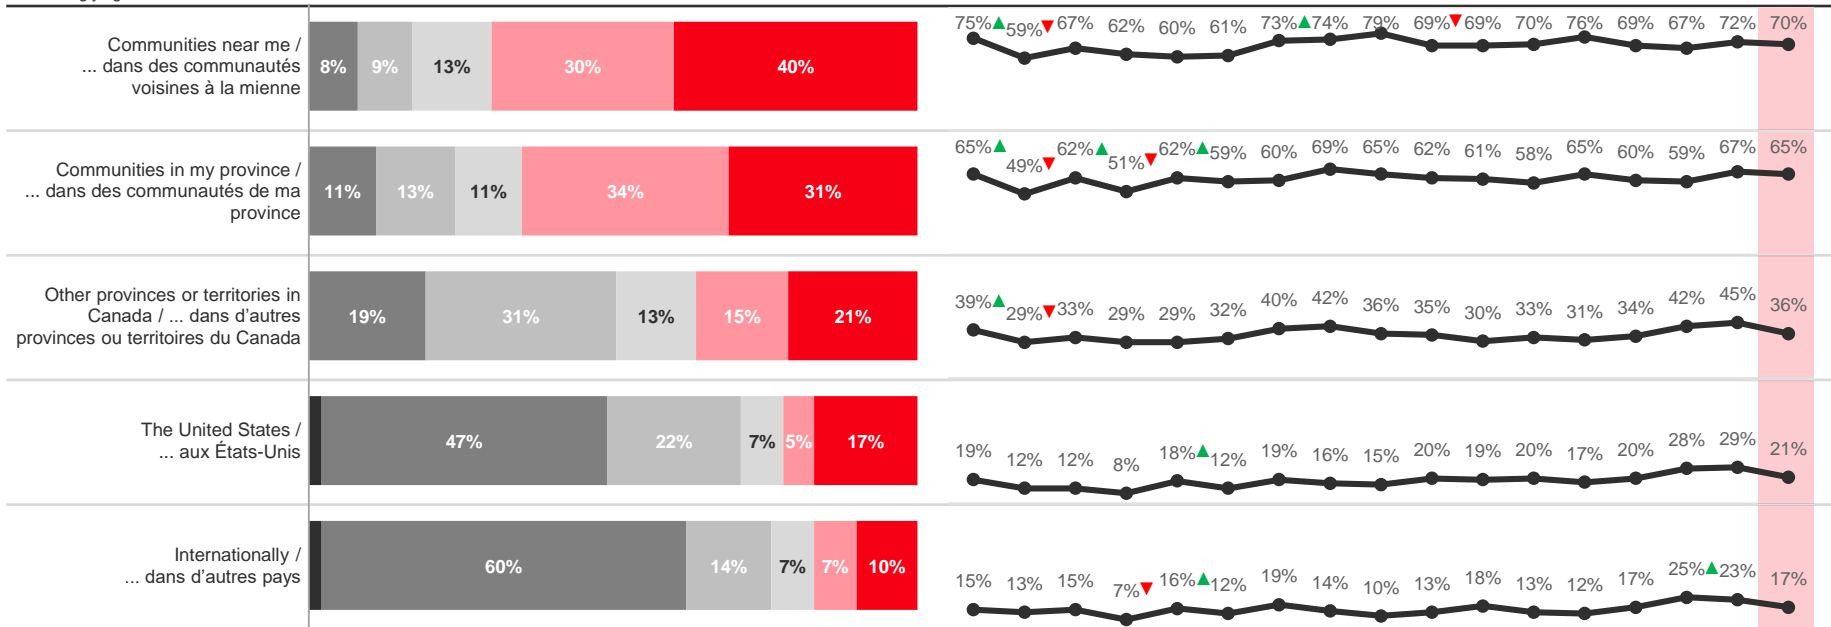 Communities near me /
... dans des communautés
voisines à la mienne
8% 9% 13% 30% 40%
75% 59% 67% 62% 60% 61% 73% 74% 79% 69% 69% 70% 76% 69% 67% 72% 70%
Communities in my province /
... dans des communautés de ma
province
11% 13% 11% 34% 31%
65% 49% 62% 51% 62% 59% 60% 69% 65% 62% 61% 58% 65% 60% 59% 67% 65%
Other provinces or territories in
Canada / ... dans d'autres
provinces ou territoires du Canada
19% 31% 13% 15% 21%
39% 29% 33% 29% 29% 32% 40% 42% 36% 35% 30% 33% 31% 34% 42% 45% 36%
The United States /
... aux États-Unis
47% 22% 7% 5% 17%
19% 12% 12% 8% 18% 12% 19% 16% 15% 20% 19% 20% 17% 20% 28% 29% 21%
Internationally /
... dans d'autres pays
60% 14% 7% 7% 10%
15% 13% 15% 7% 16% 12% 19% 14% 10% 13% 18% 13% 12% 17% 25% 23% 17%